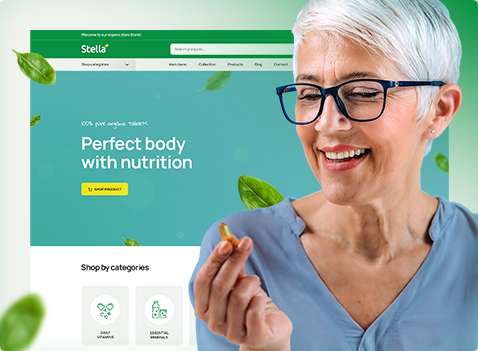 Welcome to our organic store Stella!
Stella
Search products...
Shop categories
Main demo
Collection
Products
Blog
Contact
100% pure organic tablets
Perfect body
with nutrition
SHOP PRODUCT
Shop by categories
DAILY
VITAMINS
ESSENTIAL
MINERALS